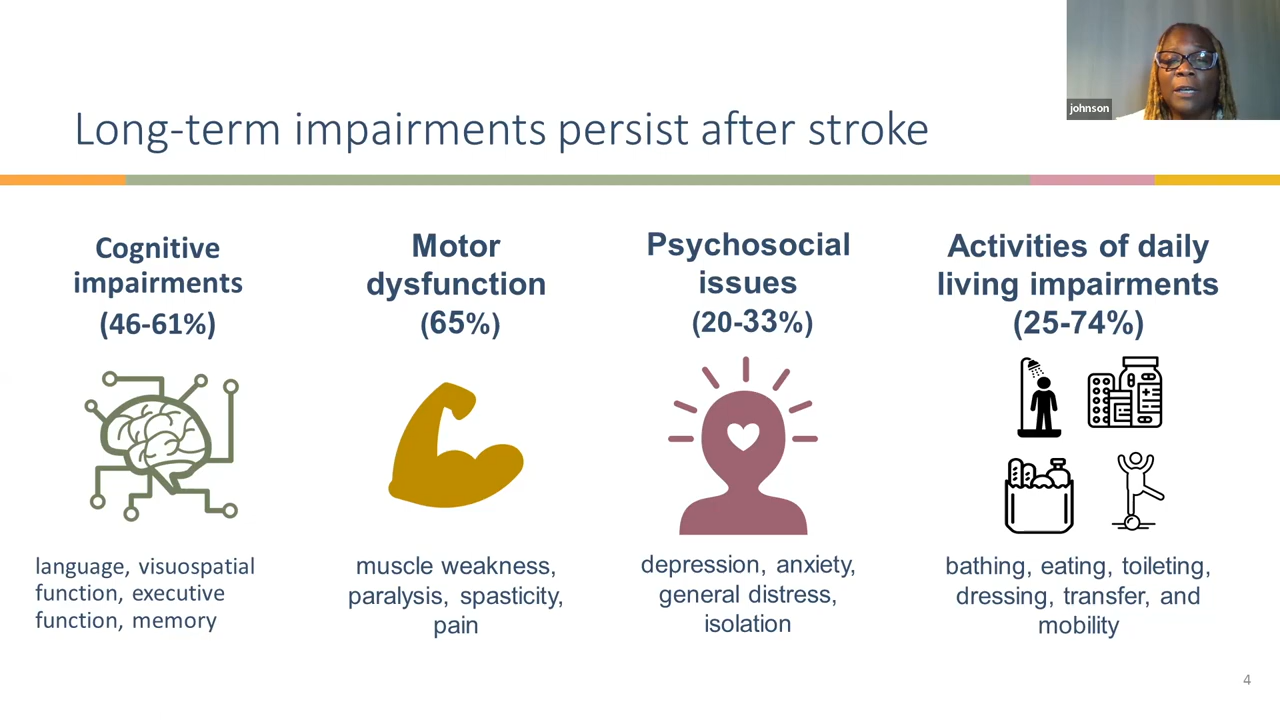 johnson
Long-term impairments persist after stroke
Cognitive
impairments
(46-61%)
Motor
dysfunction
(65%)
Psychosocial
issues
(20-33%)
Activities of daily
living impairments
(25-74%)
language, visuospatial
function, executive
function, memory
muscle weakness,
paralysis, spasticity,
pain
depression, anxiety,
general distress,
isolation
bathing, eating, toileting,
dressing, transfer, and
mobility
4